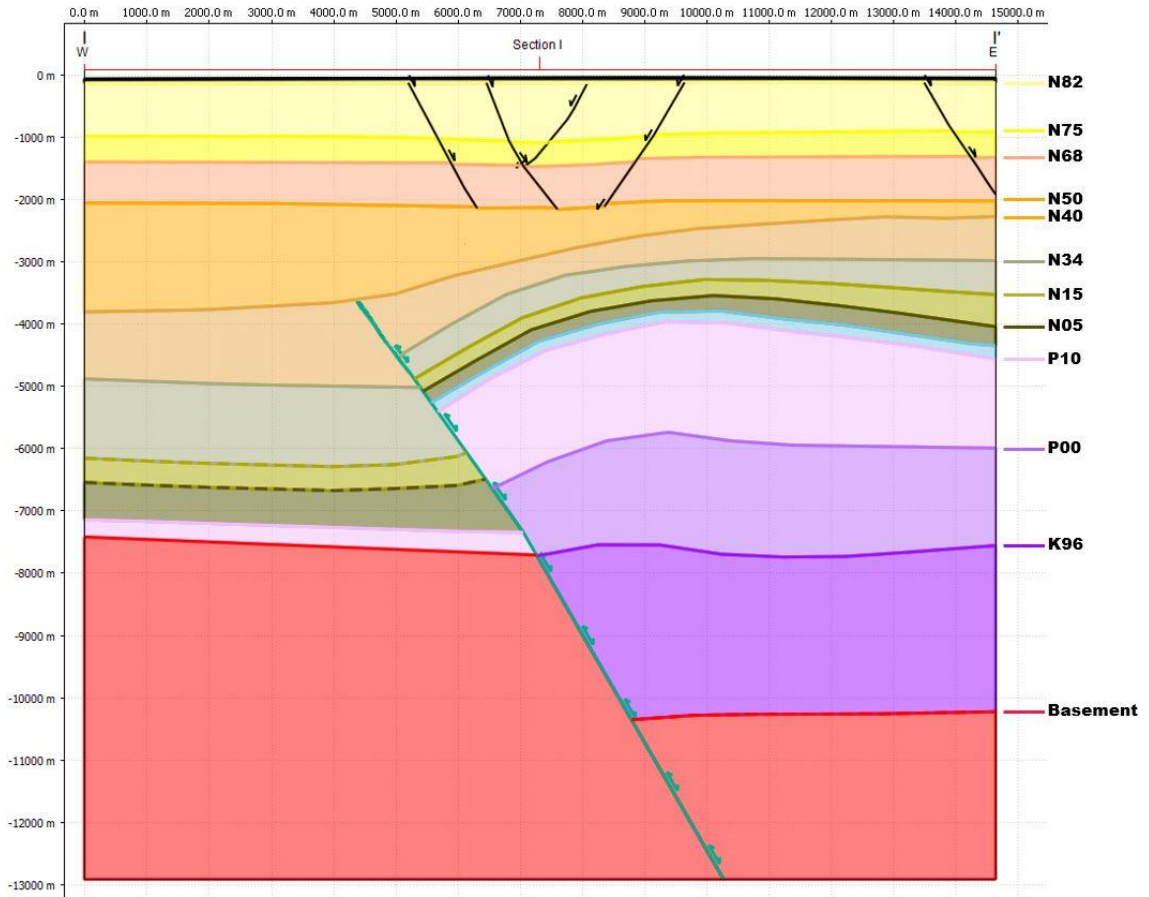 0.0 m 1000.0 m 2000.0 m 3000.0 m 4000.0 m 5000.0 m 6000.0 m 7000.0 m 8000.0 m 9000.0 m 10000.0 m 11000.0 m 12000.0 m 13000.0 m 14000.0 m 15000.0 m
I I'
W Section I E
0 m
N82
N75
-1000 m
N68
-2000 m N50
N40
-3000 m N34
N15
-4000 m N05
P10
-5000 m
-6000 m P00
-7000 m
K96
-8000 m
-9000 m
-10000 m
Basement
-11000 m
-12000 m
-13000 m